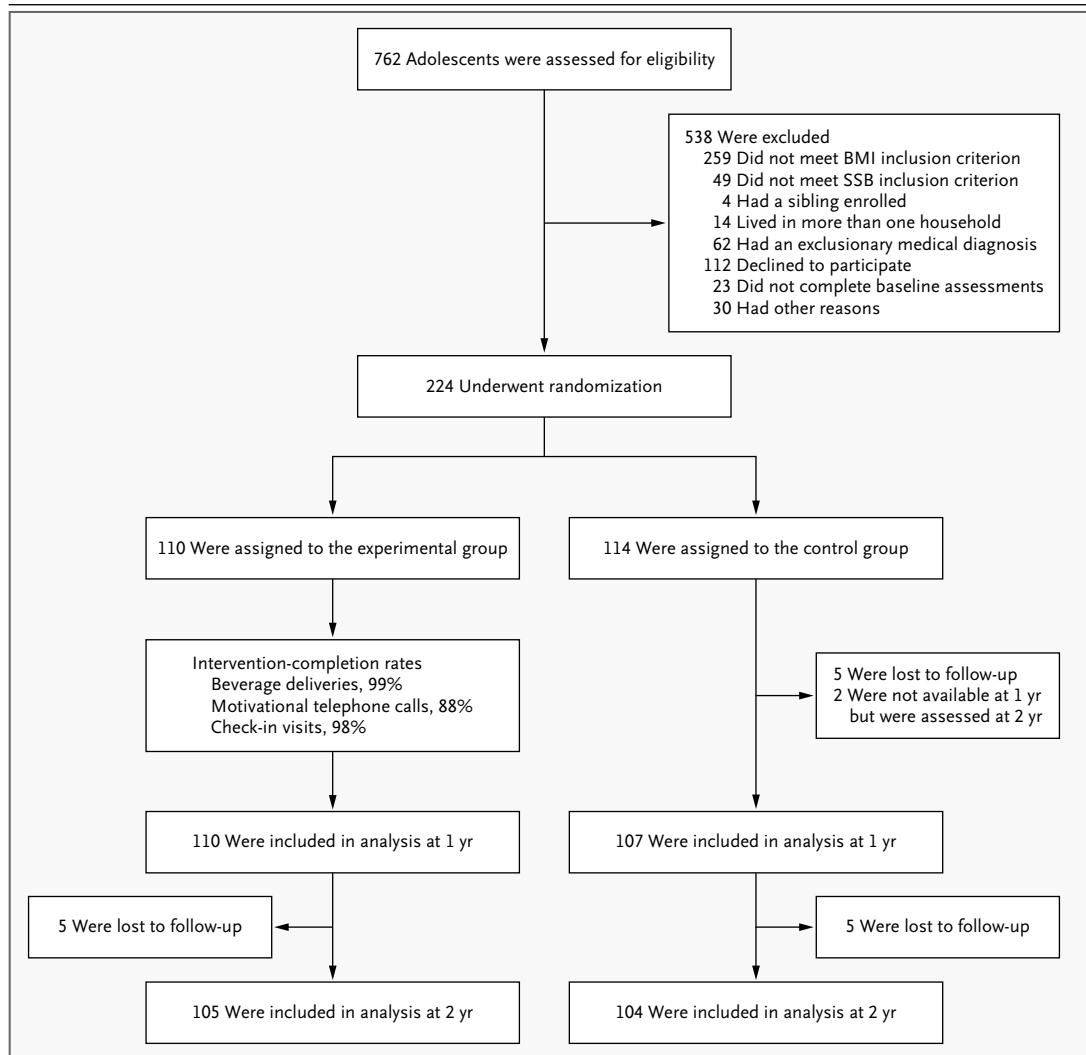 762 Adolescents were assessed for eligibility
538 Were excluded
259 Did not meet BMI inclusion criterion
49 Did not meet SSB inclusion criterion
4 Had a sibling enrolled
14 Lived in more than one household
62 Had an exclusionary medical diagnosis
112 Declined to participate
23 Did not complete baseline assessments
30 Had other reasons
224 Underwent randomization
110 Were assigned to the experimental group
114 Were assigned to the control group
Intervention-completion rates
Beverage deliveries, 99%
Motivational telephone calls, 88%
Check-in visits, 98%
5 Were lost to follow-up
2 Were not available at 1 yr
but were assessed at 2 yr
110 Were included in analysis at 1 yr
107 Were included in analysis at 1 yr
5 Were lost to follow-up
5 Were lost to follow-up
105 Were included in analysis at 2 yr
104 Were included in analysis at 2 yr